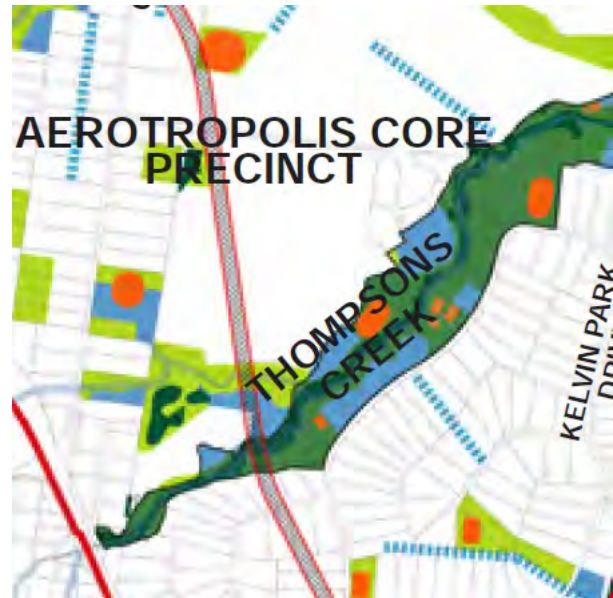 AEROTROPOLIS CORE
PRECINCT
THOMPSONS
CREEK
KELVIN PARK